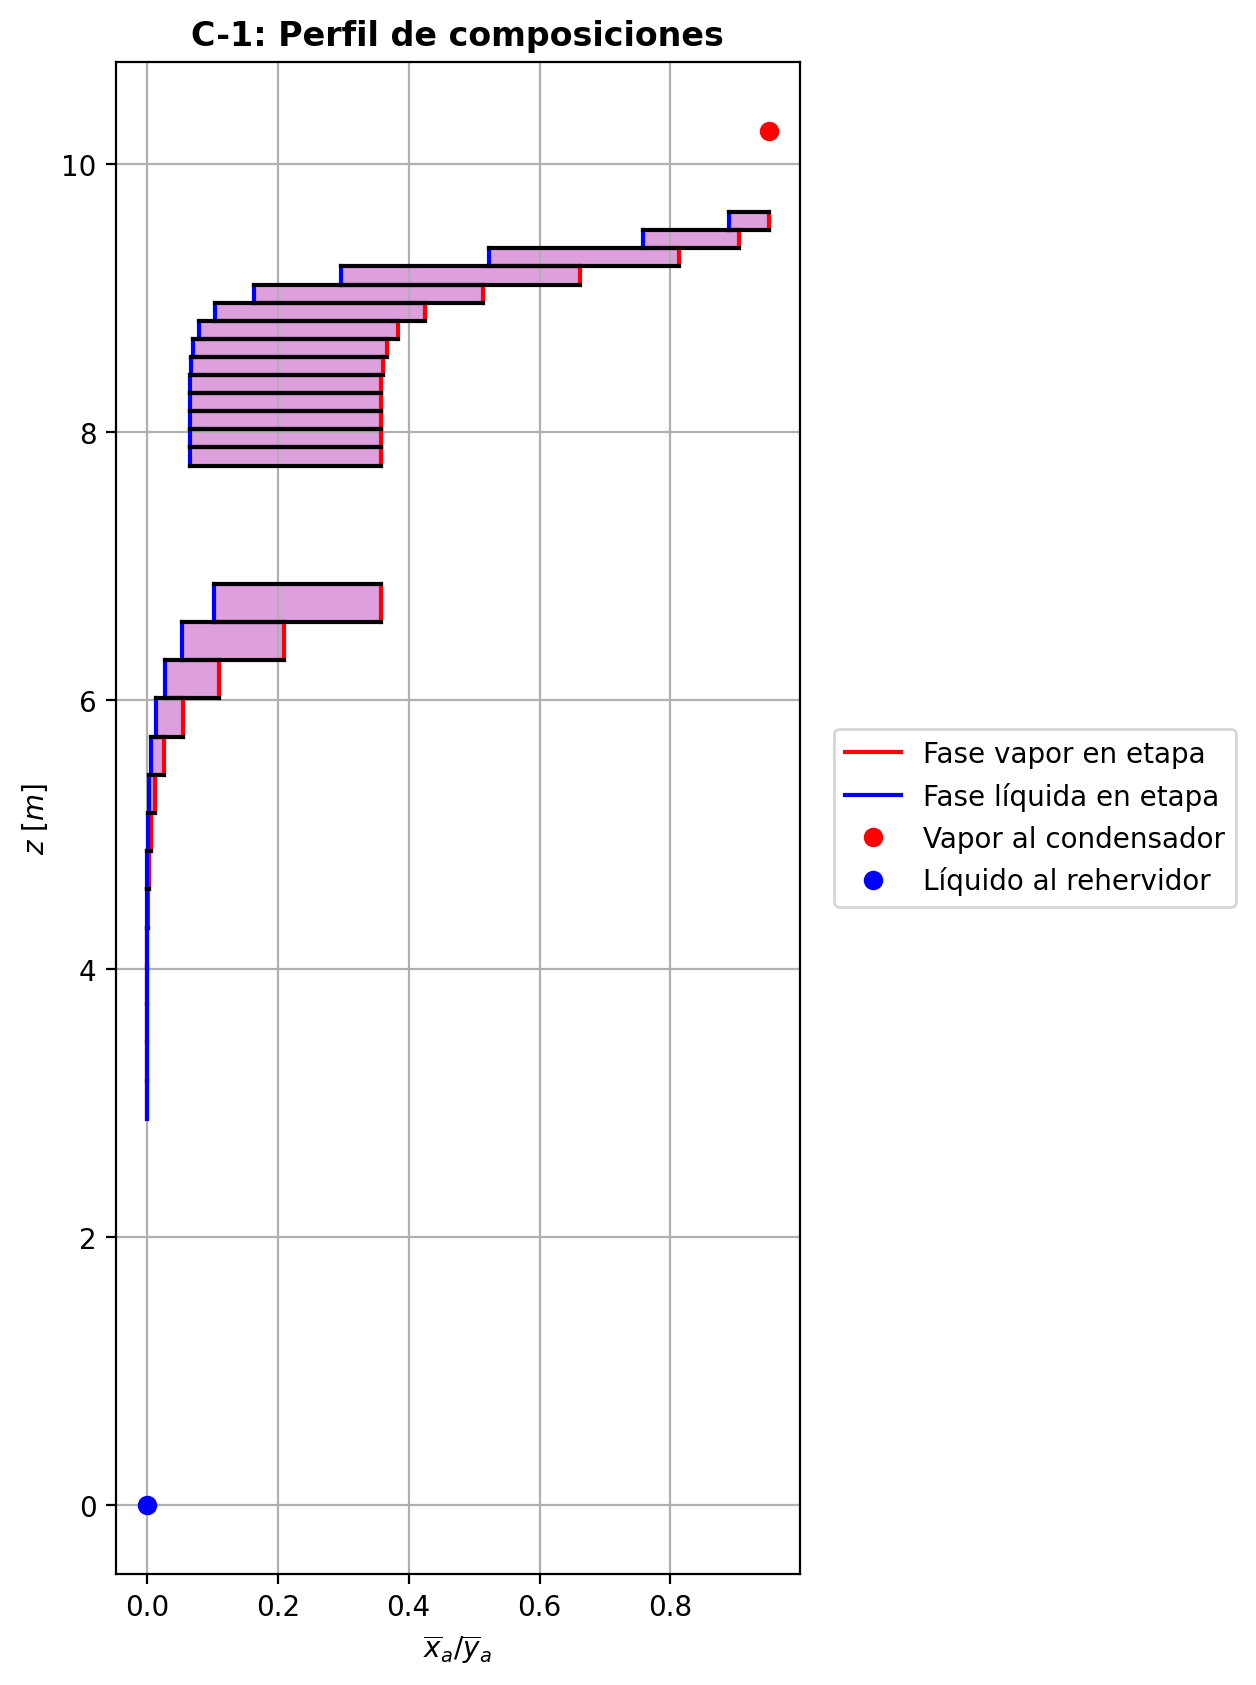 C-1: Perfil de composiciones
10
8
6
4
2
0
z [m]
0.0 0.2 0.4 0.6 0.8
x̅ₐ/y̅ₐ
Fase vapor en etapa
Fase líquida en etapa
Vapor al condensador
Líquido al rehervidor